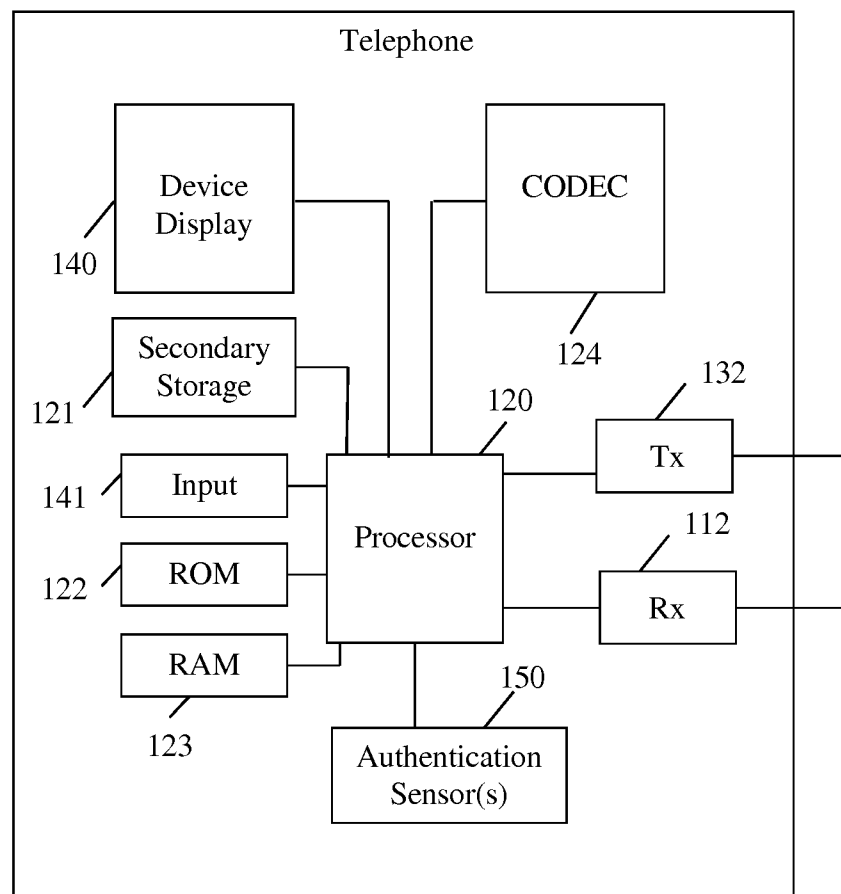 Telephone
Device
Display
140
CODEC
124
Secondary
Storage
121
132
Tx
120
Processor
Input
141
112
Rx
ROM
122
RAM
123
150
Authentication
Sensor(s)